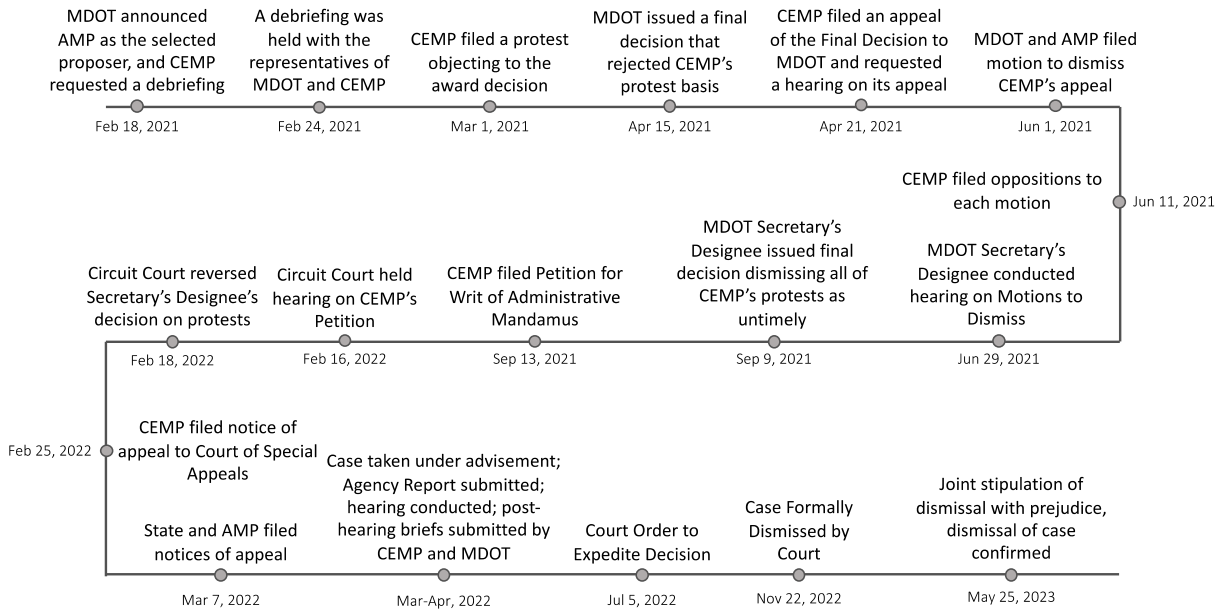 MDOT announced
AMP as the selected
proposer, and CEMP
requested a debriefing
Feb 18, 2021
A debriefing was
held with the
representatives of
MDOT and CEMP
Feb 24, 2021
CEMP filed a protest
objecting to the
award decision
Mar 1, 2021
MDOT issued a final
decision that
rejected CEMP’s
protest basis
Apr 15, 2021
CEMP filed an appeal
of the Final Decision to
MDOT and requested
a hearing on its appeal
Apr 21, 2021
MDOT and AMP filed
motion to dismiss
CEMP’s appeal
Jun 1, 2021
CEMP filed oppositions to
each motion
Jun 11, 2021
MDOT Secretary’s
Designee conducted
hearing on Motions to
Dismiss
Jun 29, 2021
MDOT Secretary’s
Designee issued final
decision dismissing all of
CEMP’s protests as
untimely
Sep 9, 2021
CEMP filed Petition for
Writ of Administrative
Mandamus
Sep 13, 2021
Circuit Court held
hearing on CEMP’s
Petition
Feb 16, 2022
Circuit Court reversed
Secretary’s Designee’s
decision on protests
Feb 18, 2022
CEMP filed notice of
appeal to Court of Special
Appeals
Feb 25, 2022
State and AMP filed
notices of appeal
Mar 7, 2022
Case taken under advisement;
Agency Report submitted;
hearing conducted; post-
hearing briefs submitted by
CEMP and MDOT
Mar-Apr, 2022
Court Order to
Expedite Decision
Jul 5, 2022
Case Formally
Dismissed by
Court
Nov 22, 2022
Joint stipulation of
dismissal with prejudice,
dismissal of case
confirmed
May 25, 2023